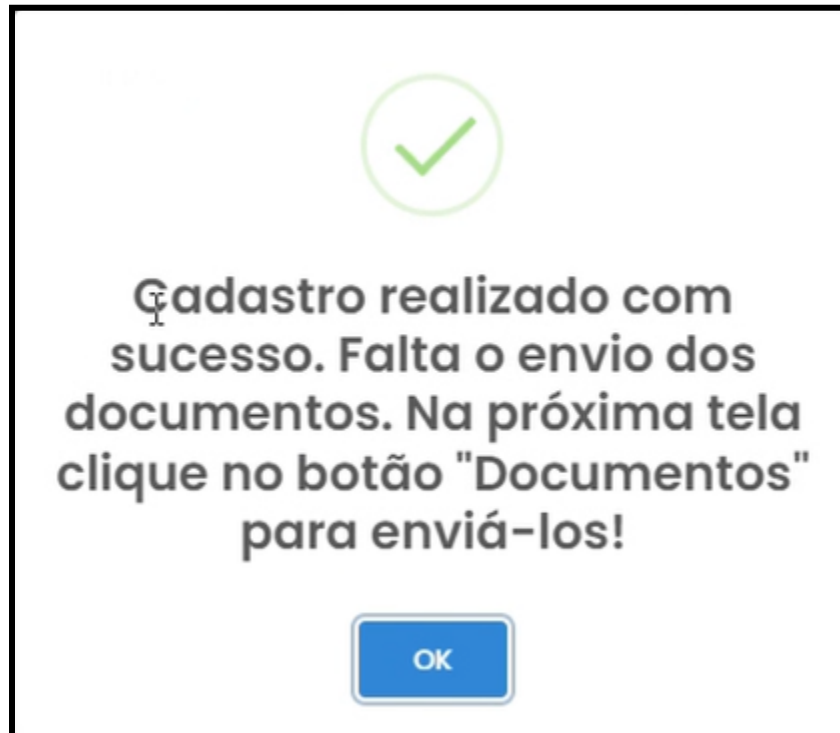 Cadastro realizado com
sucesso. Falta o envio dos
documentos. Na próxima tela
clique no botão "Documentos"
para enviá-los!
OK